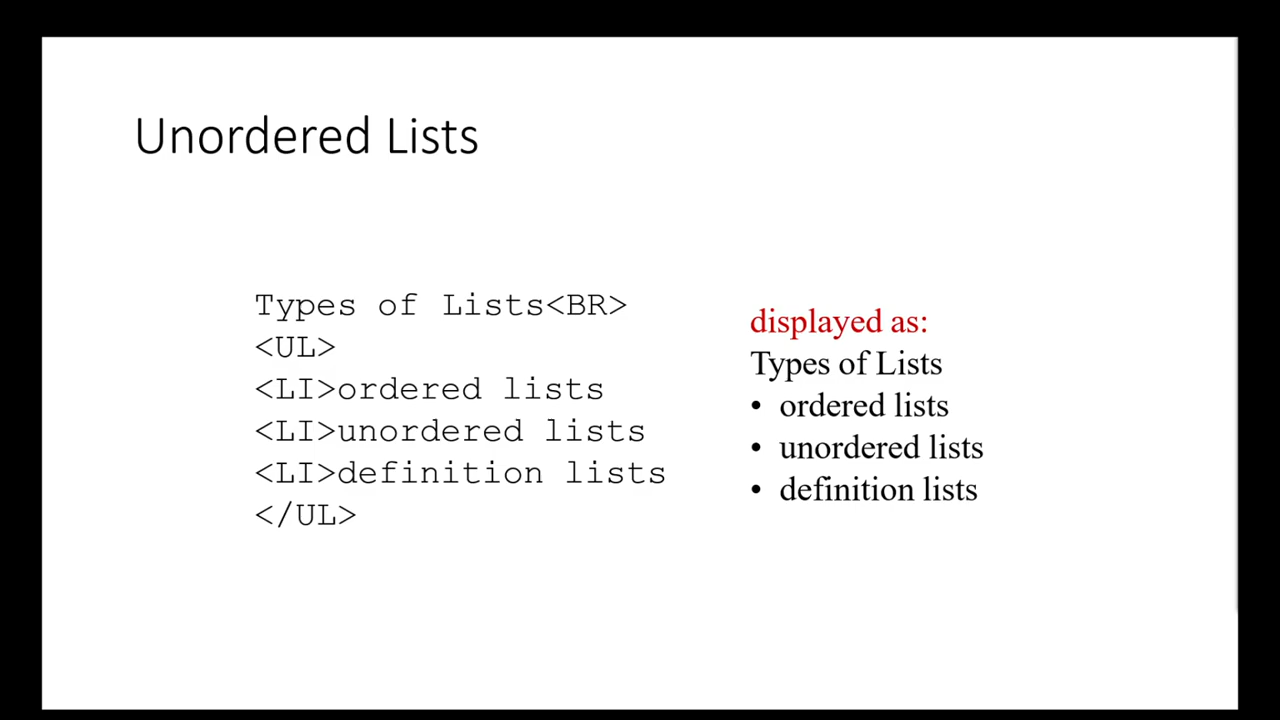 Unordered Lists
Types of Lists<BR>
<UL>
<LI>ordered lists
<LI>unordered lists
<LI>definition lists
</UL>
displayed as:
Types of Lists
• ordered lists
• unordered lists
• definition lists